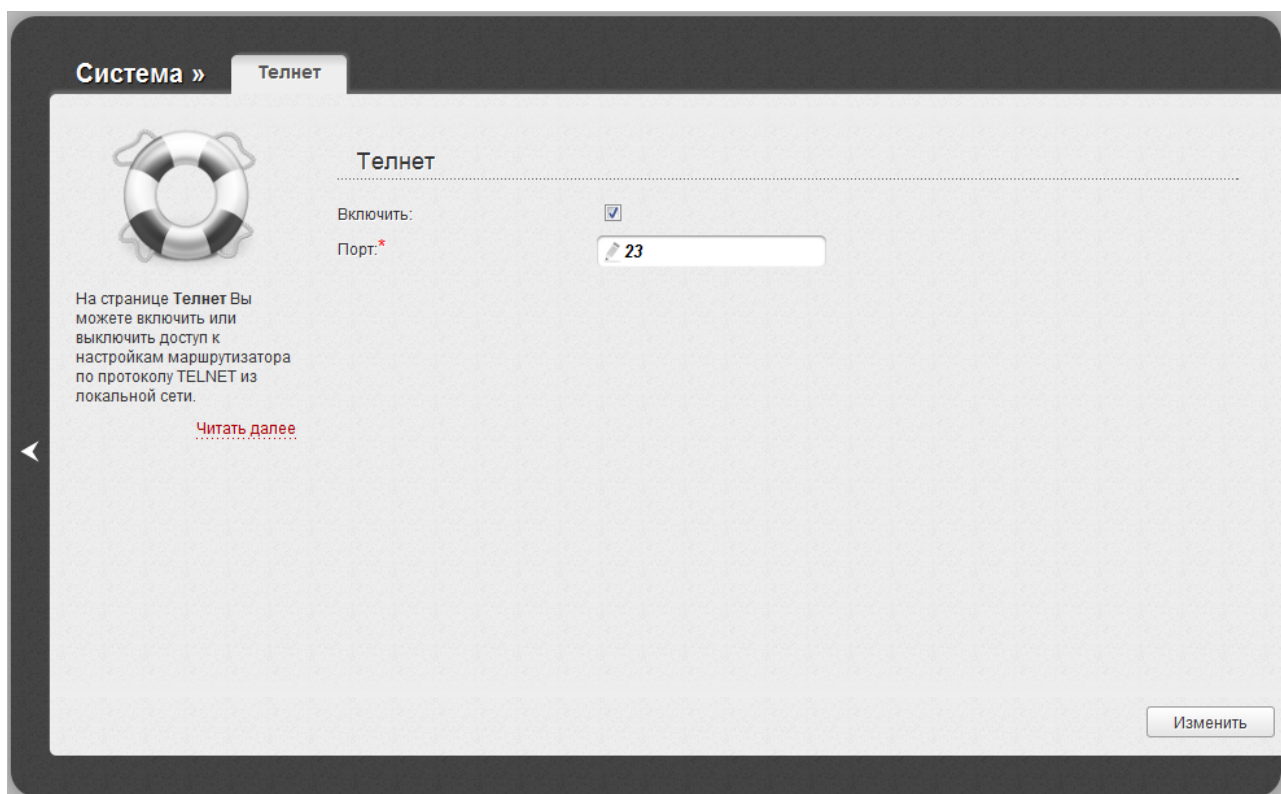 Система »
Телнет
Телнет
Включить:
Порт:*
23
На странице Телнет Вы
можете включить или
выключить доступ к
настройкам маршрутизатора
по протоколу TELNET из
локальной сети.
Читать далее
Изменить